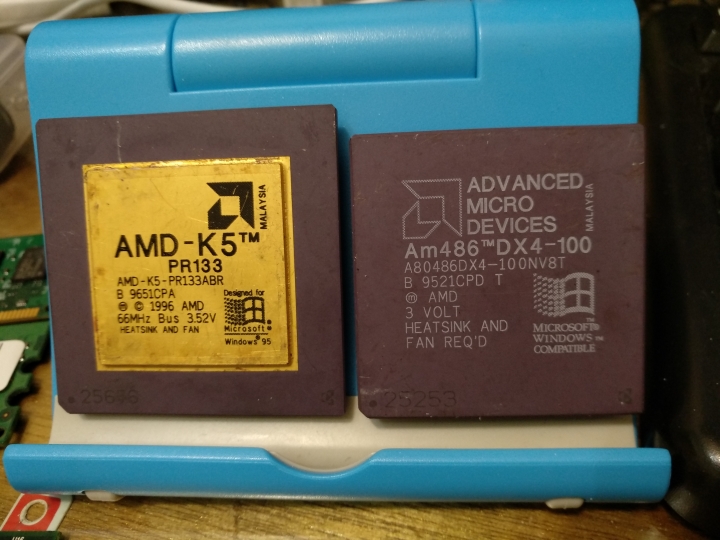 MALAYSIA
AMD-K5™
PR133
AMD-K5-PR133ABR
B 9651CPA
Ⓜ © 1996 AMD
66MHz Bus 3.52V
HEATSINK AND FAN
Designed for
Microsoft®
Windows®95
ADVANCED
MICRO
DEVICES
MALAYSIA
Am486™DX4-100
A80486DX4-100NV8T
B 9521CPD T
Ⓜ AMD
3 VOLT
HEATSINK AND
FAN REQ'D
MICROSOFT®
WINDOWS™
COMPATIBLE
25253